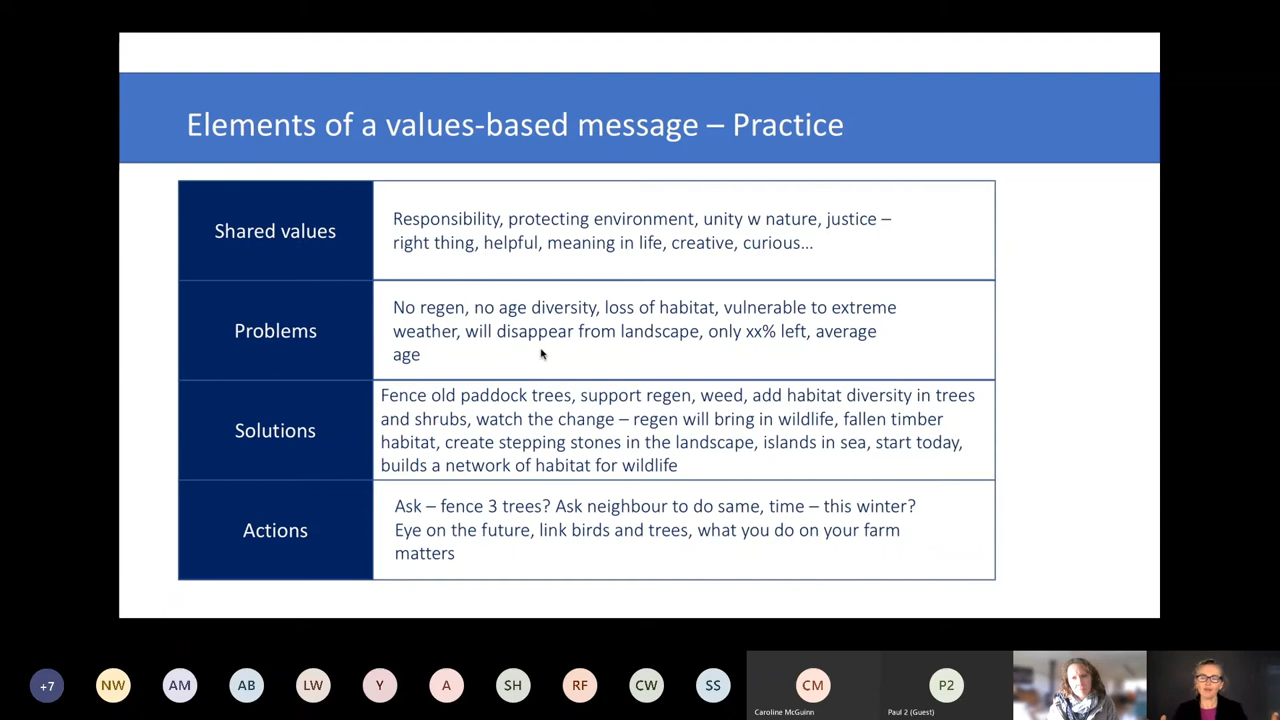 Elements of a values-based message – Practice
Shared values
Responsibility, protecting environment, unity w nature, justice –
right thing, helpful, meaning in life, creative, curious…
Problems
No regen, no age diversity, loss of habitat, vulnerable to extreme
weather, will disappear from landscape, only xx% left, average
age
Solutions
Fence old paddock trees, support regen, weed, add habitat diversity in trees
and shrubs, watch the change – regen will bring in wildlife, fallen timber
habitat, create stepping stones in the landscape, islands in sea, start today,
builds a network of habitat for wildlife
Actions
Ask – fence 3 trees? Ask neighbour to do same, time – this winter?
Eye on the future, link birds and trees, what you do on your farm
matters
+7 NW AM AB LW Y A SH RF CW SS CM P2
Caroline McGuinn Paul 2 (Guest)